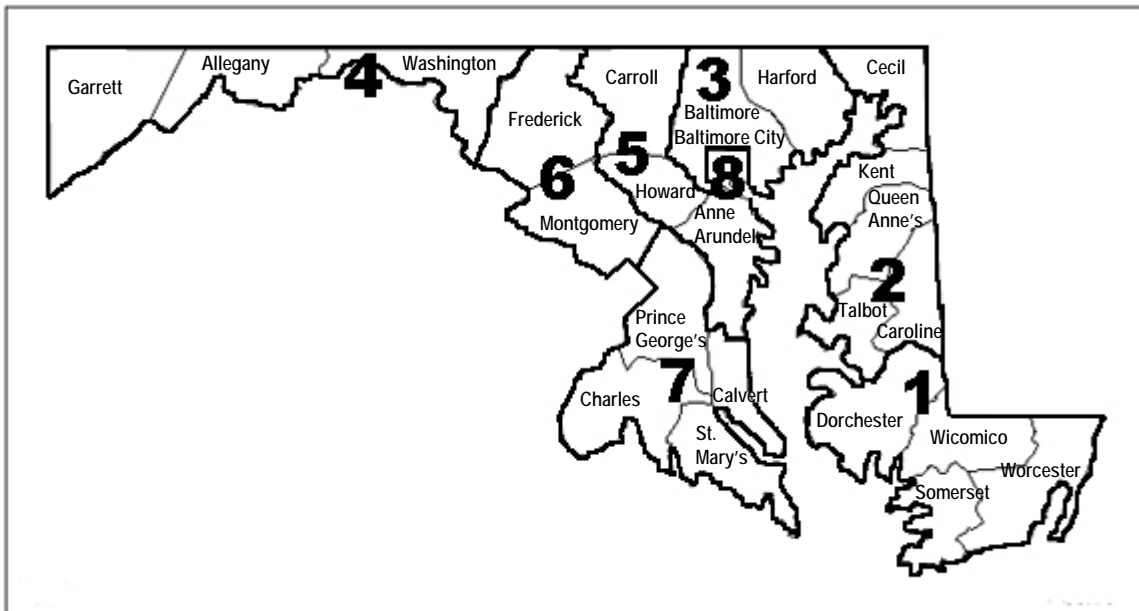 Garrett
Allegany
4
Washington
Frederick
Carroll
3
Harford
Cecil
Baltimore
Baltimore City
5
8
6
Howard
Montgomery
Anne
Arundel
Kent
Queen
Anne's
2
Talbot
Caroline
Prince
George's
7
Charles
Calvert
St.
Mary's
1
Dorchester
Wicomico
Worcester
Somerset